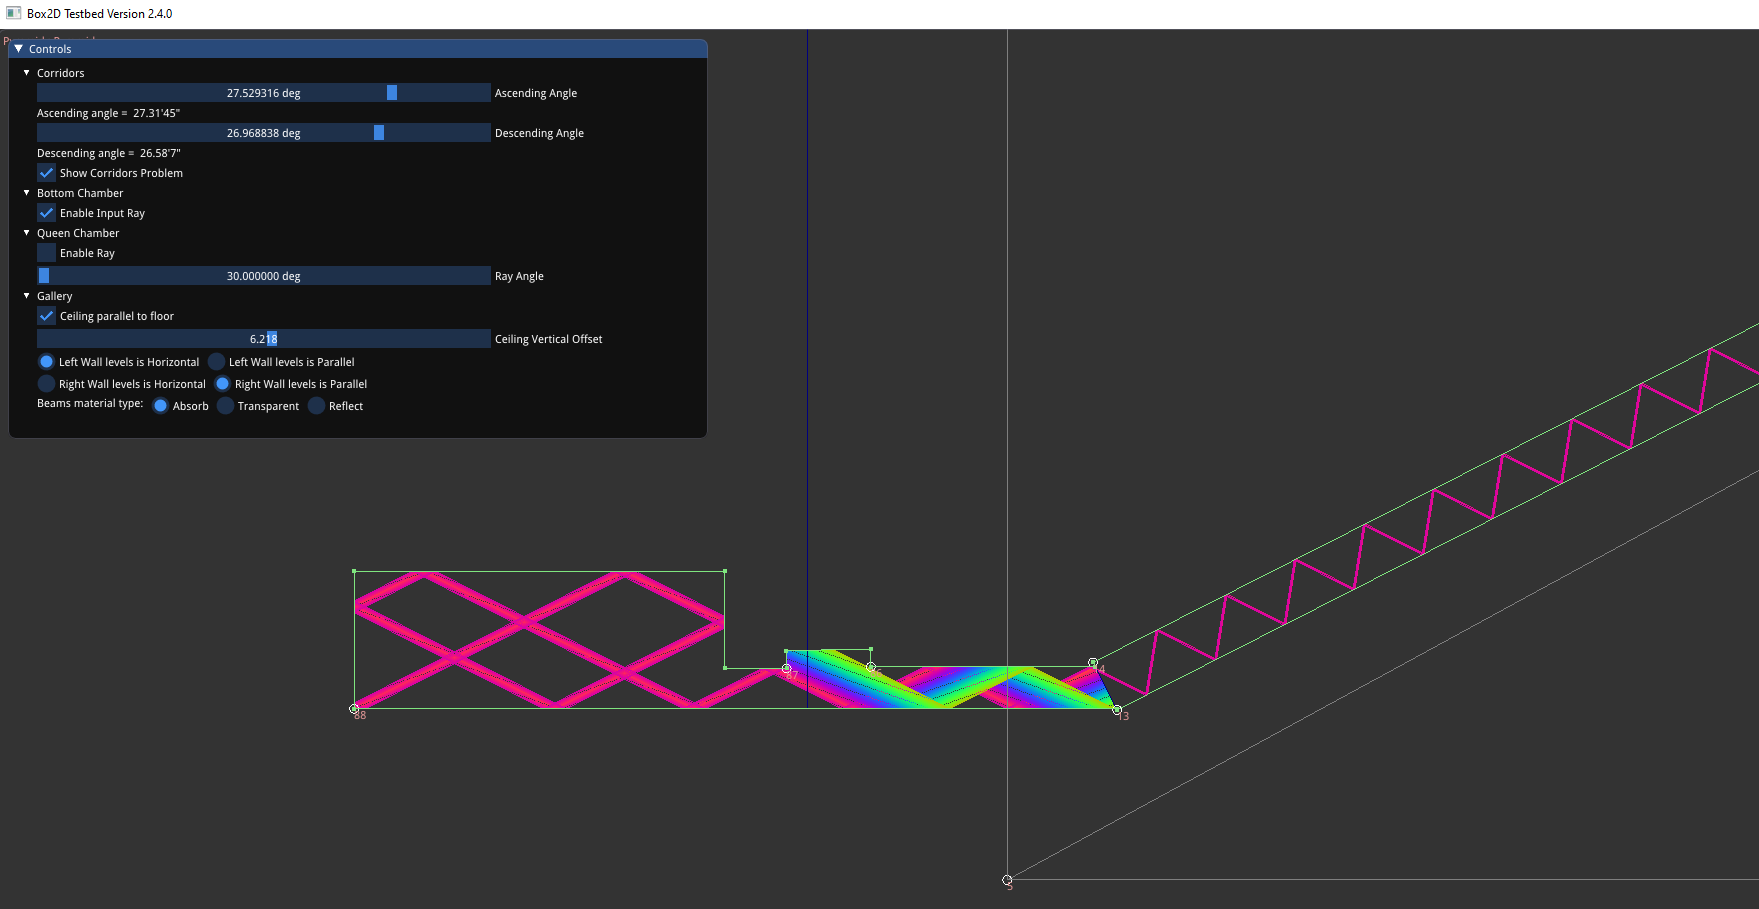 Box2D Testbed Version 2.4.0
Controls
Corridors
27.529316 deg Ascending Angle
Ascending angle = 27.31'45"
26.968838 deg Descending Angle
Descending angle = 26.58'7"
Show Corridors Problem
Bottom Chamber
Enable Input Ray
Queen Chamber
Enable Ray
30.000000 deg Ray Angle
Gallery
Ceiling parallel to floor
6.218 Ceiling Vertical Offset
Left Wall levels is Horizontal Left Wall levels is Parallel
Right Wall levels is Horizontal Right Wall levels is Parallel
Beams material type: Absorb Transparent Reflect
87
88
13
5